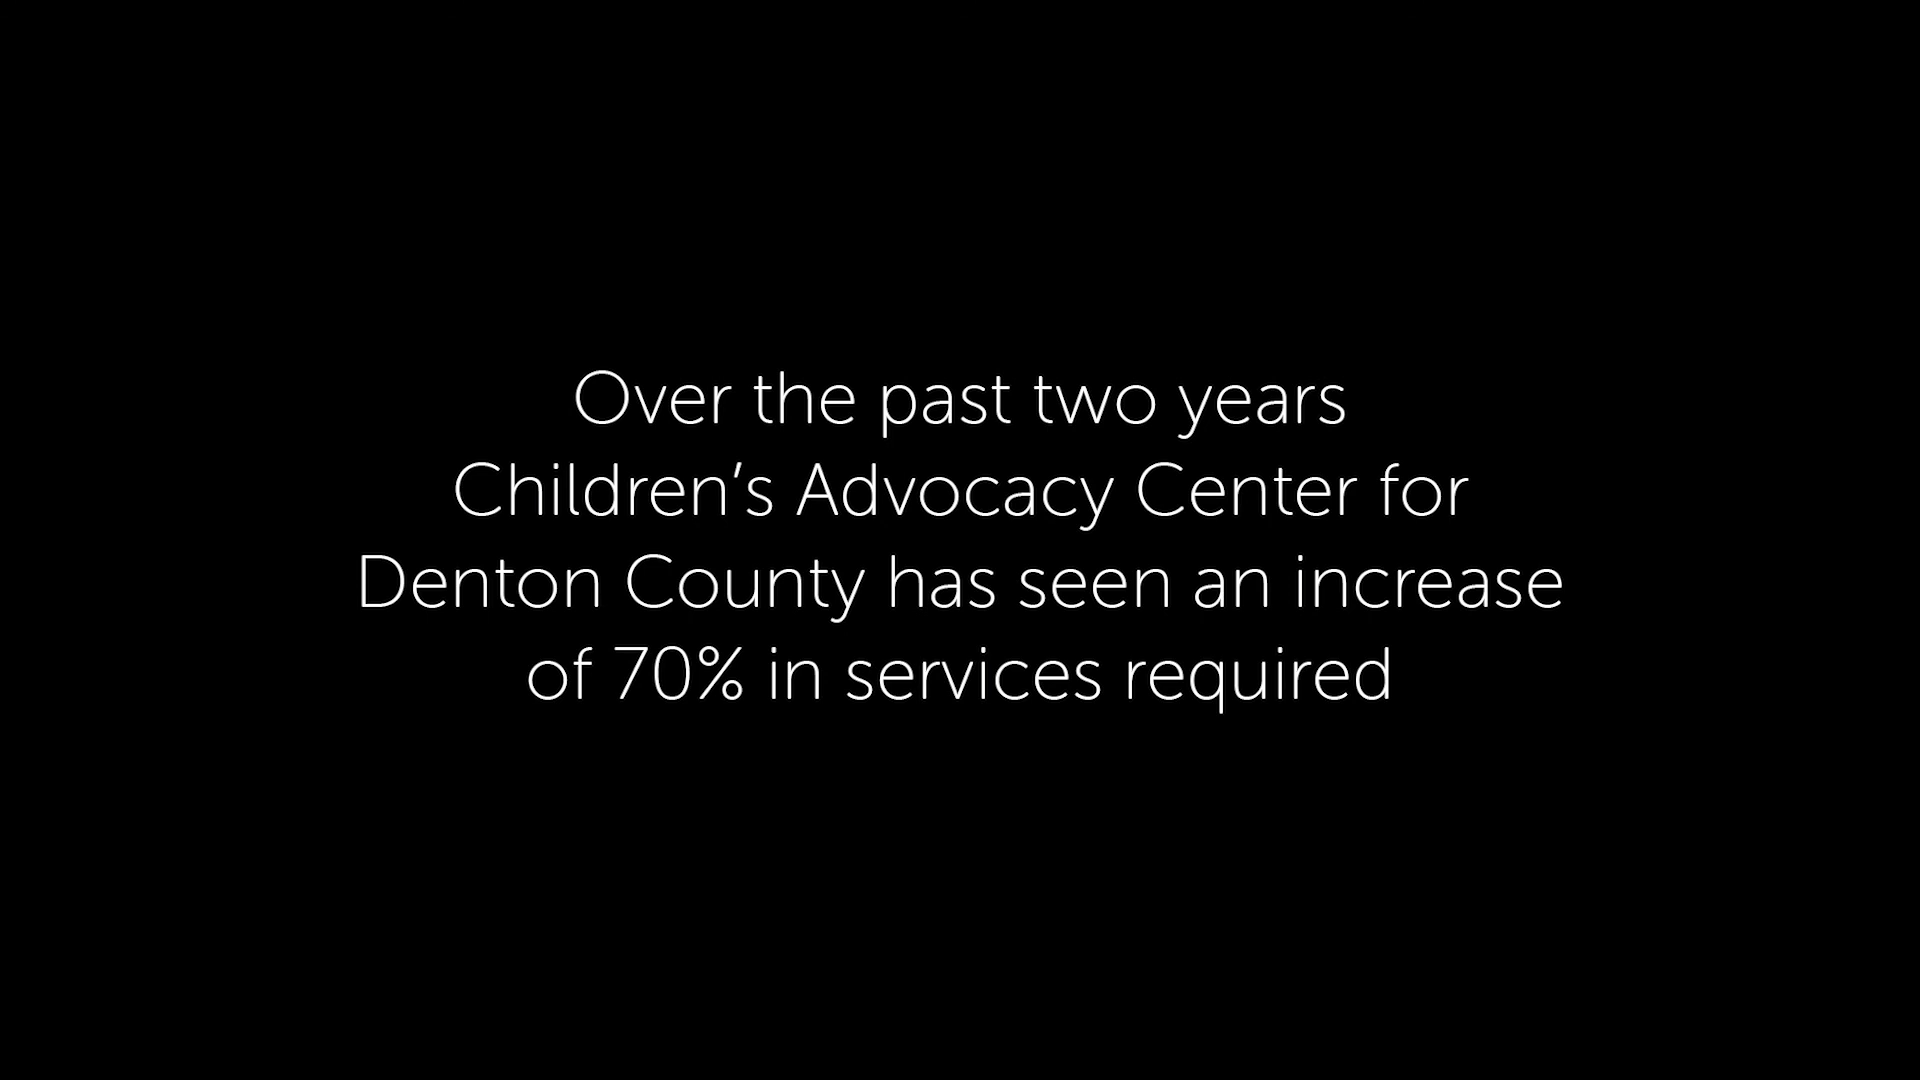 Over the past two years
Children’s Advocacy Center for
Denton County has seen an increase
of 70% in services required